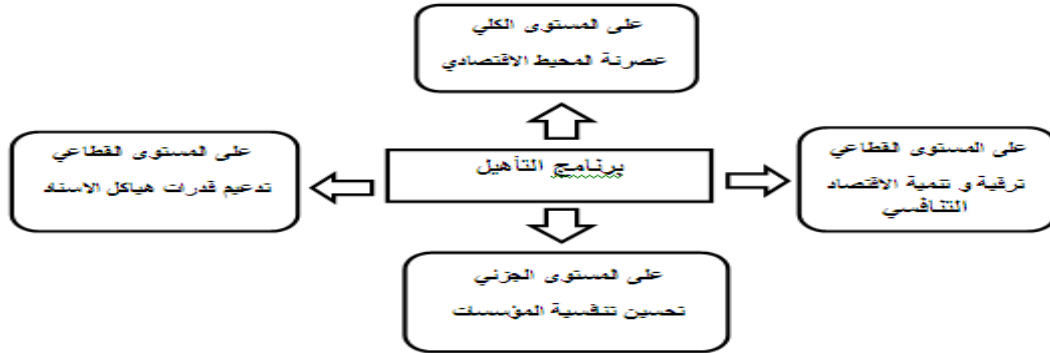 على المستوى الكلي
عصرنة المحيط الاقتصادي
على المستوى القطاعي
ترقية و تنمية الاقتصاد
التنافسي
برنامج التأهيل
على المستوى القطاعي
تدعيم قدرات هياكل الاسناد
على المستوى الجزئي
تحسين تنافسية المؤسسات